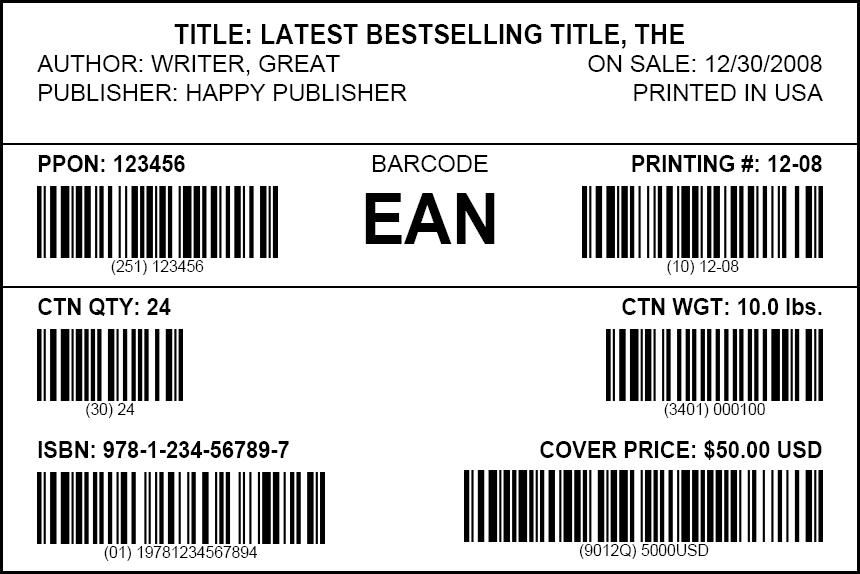 TITLE: LATEST BESTSELLING TITLE, THE
AUTHOR: WRITER, GREAT ON SALE: 12/30/2008
PUBLISHER: HAPPY PUBLISHER PRINTED IN USA
PPON: 123456 BARCODE PRINTING #: 12-08
EAN
(251) 123456 (10) 12-08
CTN QTY: 24 CTN WGT: 10.0 lbs.
(30) 24 (3401) 000100
ISBN: 978-1-234-56789-7 COVER PRICE: $50.00 USD
(01) 19781234567894 (9012Q) 5000USD